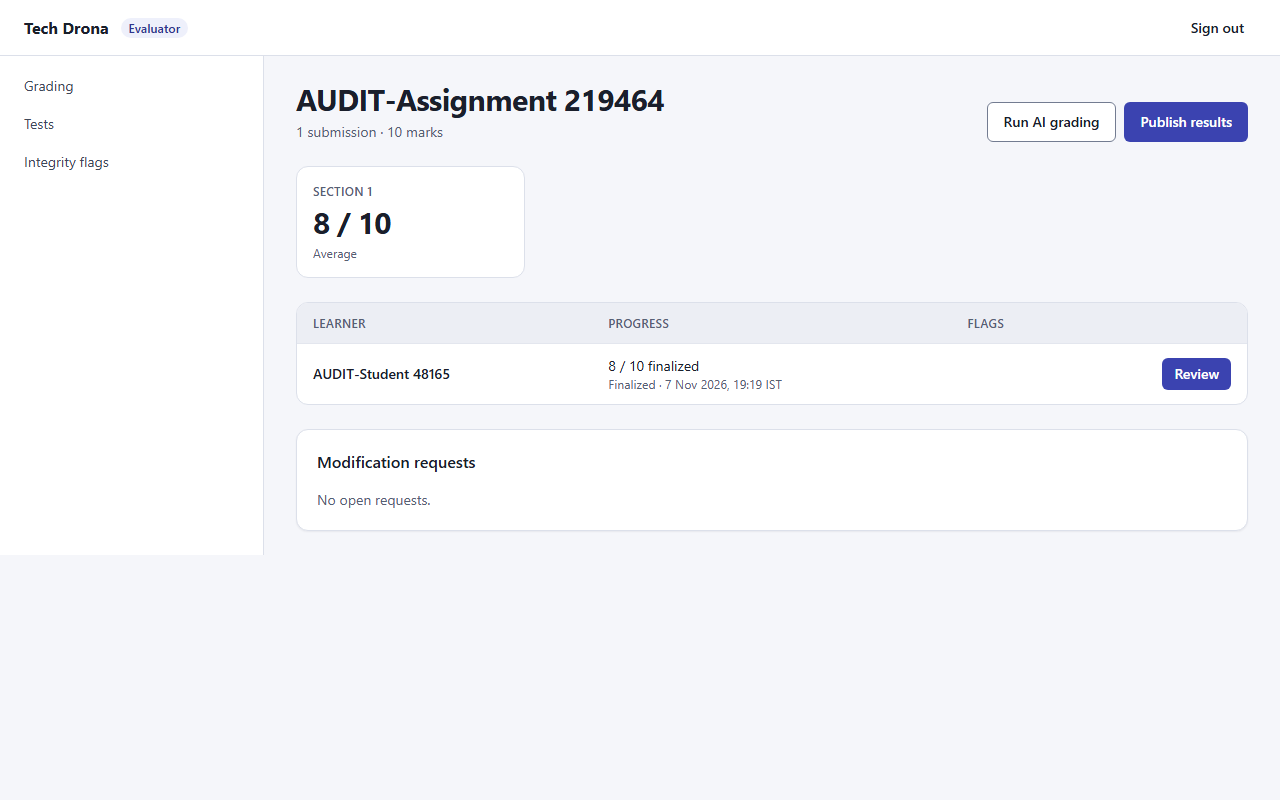 Tech Drona Evaluator Sign out
Grading
Tests
Integrity flags
AUDIT-Assignment 219464
1 submission · 10 marks
Run AI grading Publish results
SECTION 1
8 / 10
Average
LEARNER PROGRESS FLAGS
AUDIT-Student 48165
8 / 10 finalized
Finalized · 7 Nov 2026, 19:19 IST
Review
Modification requests
No open requests.